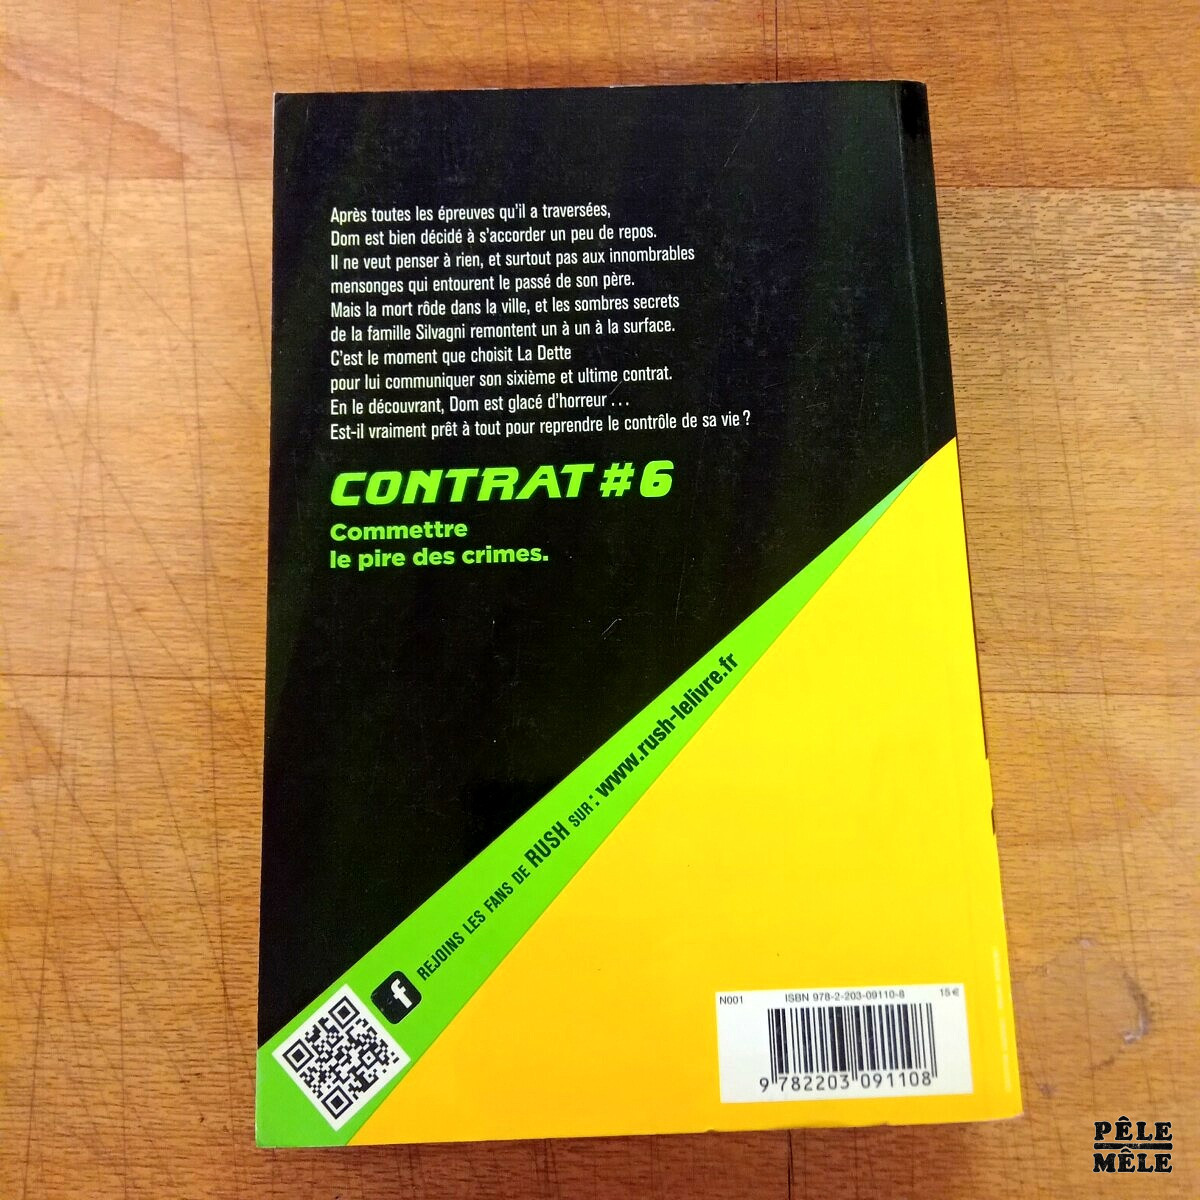 Après toutes les épreuves qu'il a traversées,
Dom est bien décidé à s'accorder un peu de repos.
Il ne veut penser à rien, et surtout pas aux innombrables
mensonges qui entourent le passé de son père.
Mais la mort rôde dans la ville, et les sombres secrets
de la famille Silvagni remontent un à un à la surface.
C'est le moment que choisit La Dette
pour lui communiquer son sixième et ultime contrat.
En le découvrant, Dom est glacé d'horreur ...
Est-il vraiment prêt à tout pour reprendre le contrôle de sa vie ?
CONTRAT #6
Commettre
le pire des crimes.
f REJOINS LES FANS DE RUSH SUR : www.rush-lelivre.fr
N001 ISBN 978-2-203-09110-8 15 €
9 782203 091108
PÊLE
MÊLE